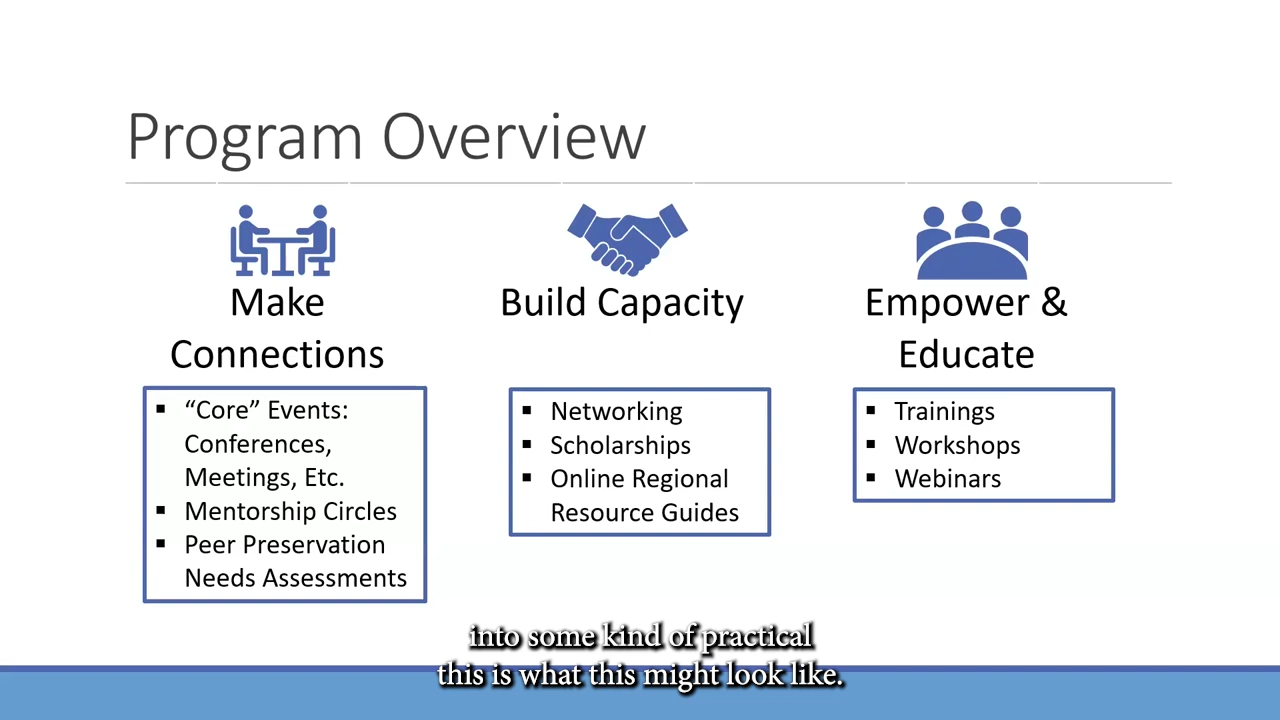 Program Overview
Make
Connections
▪ “Core” Events:
Conferences,
Meetings, Etc.
▪ Mentorship Circles
▪ Peer Preservation
Needs Assessments
Build Capacity
▪ Networking
▪ Scholarships
▪ Online Regional
Resource Guides
Empower &
Educate
▪ Trainings
▪ Workshops
▪ Webinars
into some kind of practical
this is what this might look like.